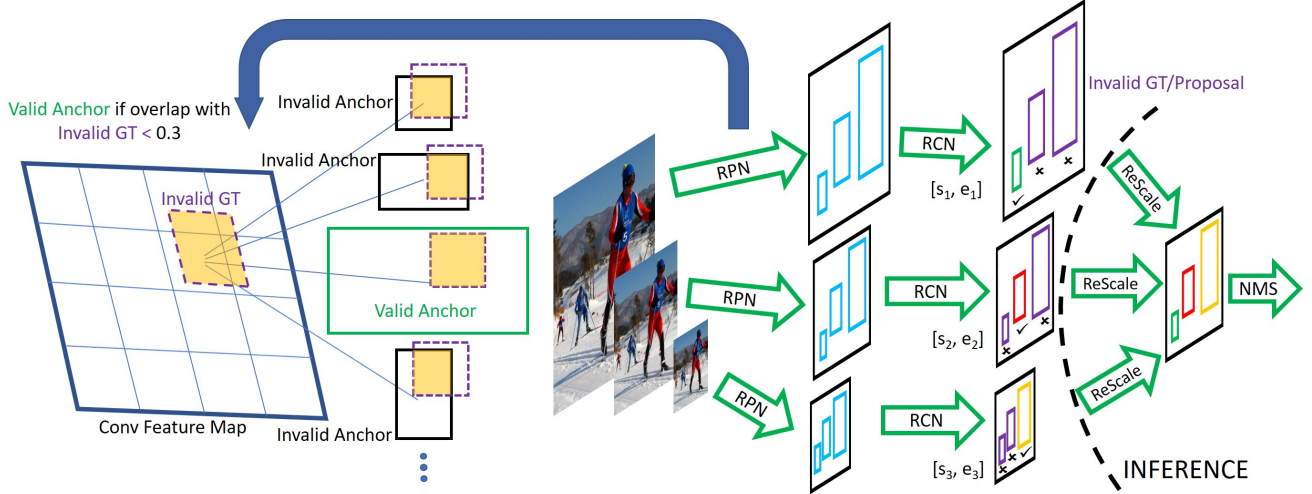 Valid Anchor if overlap with
Invalid GT < 0.3
Invalid GT
Conv Feature Map
Invalid Anchor
Invalid Anchor
Valid Anchor
Invalid Anchor
RPN
RPN
RPN
RCN
[s₁, e₁]
RCN
[s₂, e₂]
RCN
[s₃, e₃]
Invalid GT/Proposal
ReScale
ReScale
ReScale
NMS
INFERENCE
5